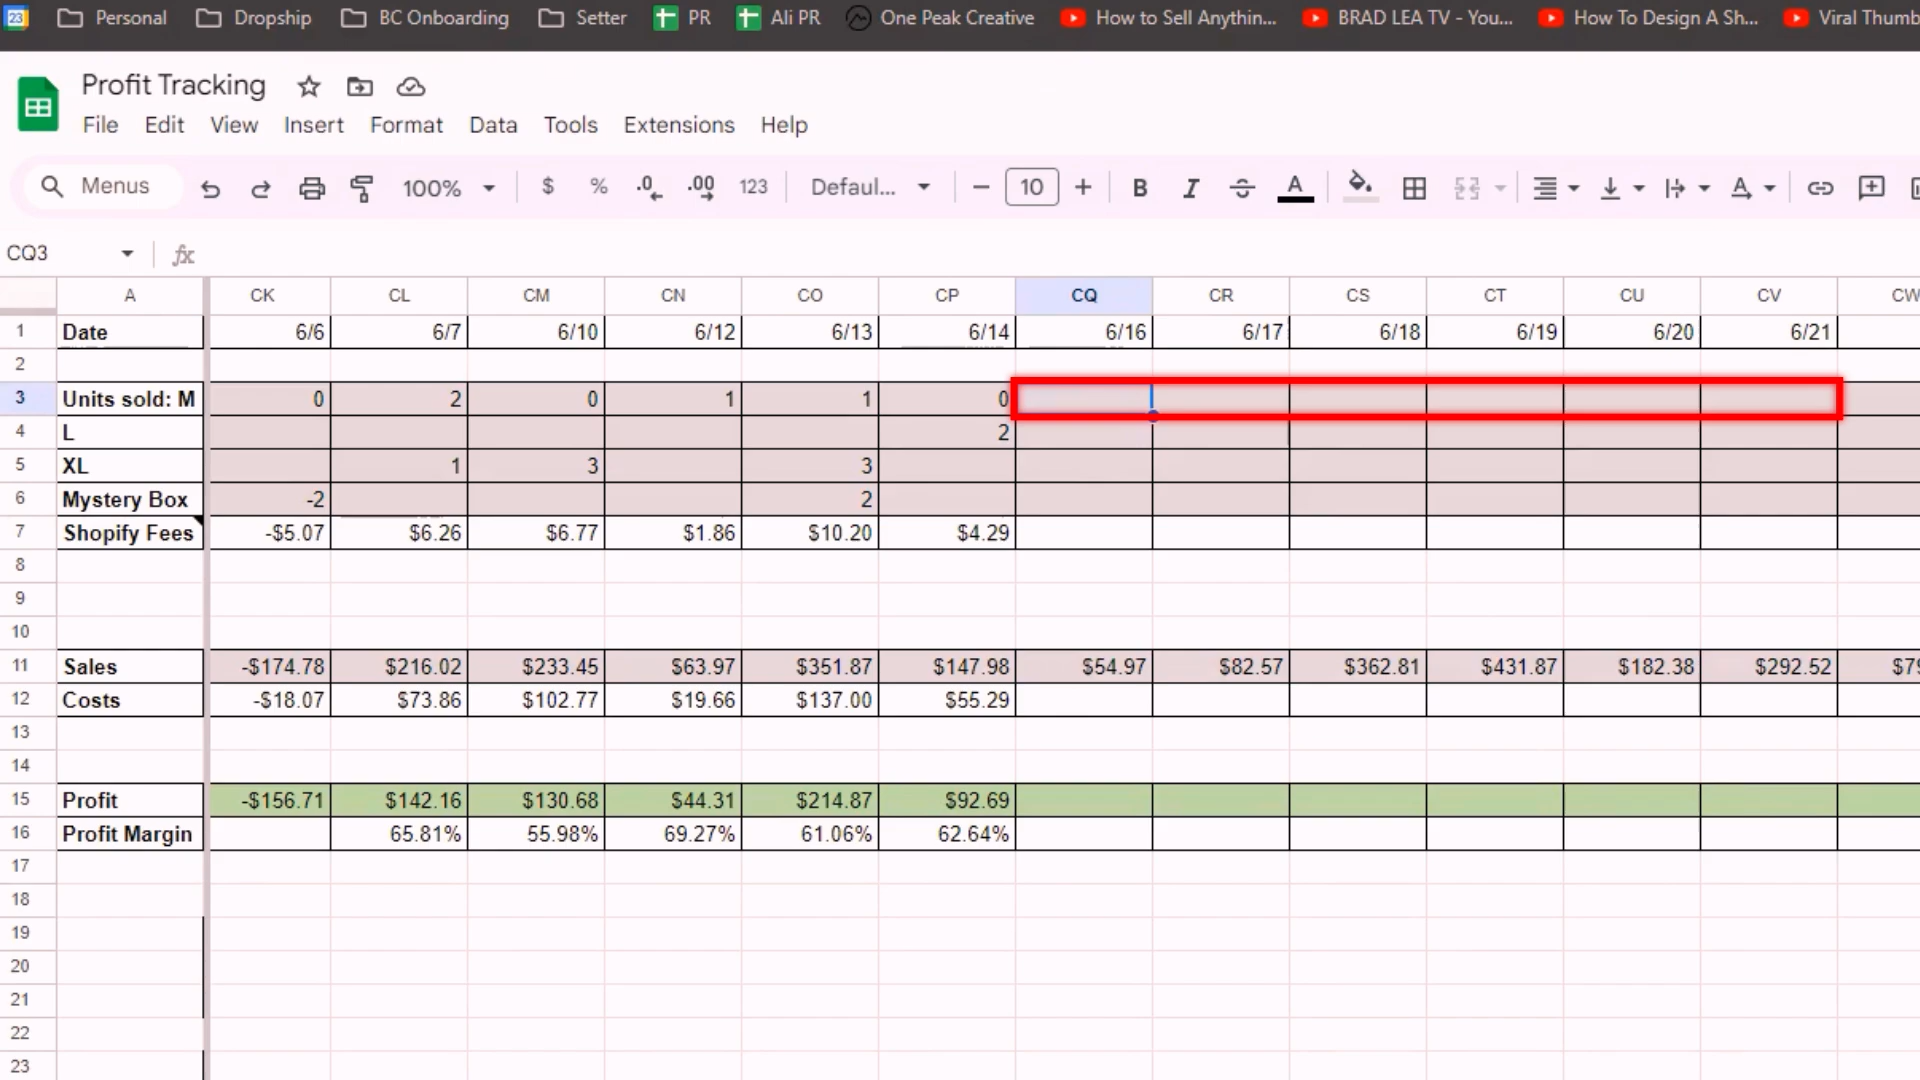 23 Personal Dropship BC Onboarding Setter PR Ali PR One Peak Creative How to Sell Anythin... BRAD LEA TV - You... How To Design A Sh... Viral Thumb
Profit Tracking
File Edit View Insert Format Data Tools Extensions Help
Menus 100% $ % .0 .00 123 Defaul... 10 B I A A
CQ3 fx
A CK CL CM CN CO CP CQ CR CS CT CU CV CW
1 Date 6/6 6/7 6/10 6/12 6/13 6/14 6/16 6/17 6/18 6/19 6/20 6/21
2
3 Units sold: M 0 2 0 1 1 0
4 L 2
5 XL 1 3 3
6 Mystery Box -2 2
7 Shopify Fees -$5.07 $6.26 $6.77 $1.86 $10.20 $4.29
8
9
10
11 Sales -$174.78 $216.02 $233.45 $63.97 $351.87 $147.98 $54.97 $82.57 $362.81 $431.87 $182.38 $292.52
12 Costs -$18.07 $73.86 $102.77 $19.66 $137.00 $55.29
13
14
15 Profit -$156.71 $142.16 $130.68 $44.31 $214.87 $92.69
16 Profit Margin 65.81% 55.98% 69.27% 61.06% 62.64%
17
18
19
20
21
22
23